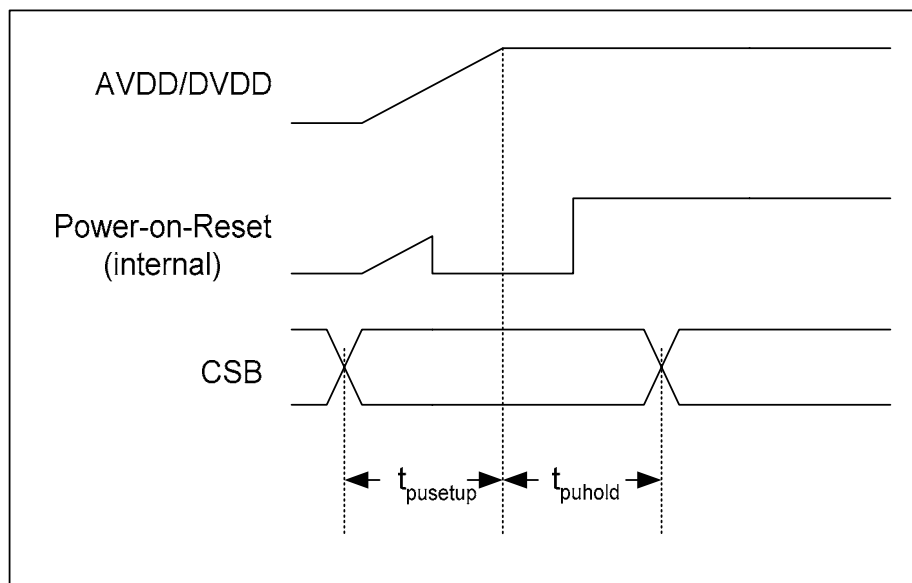 AVDD/DVDD
Power-on-Reset
(internal)
CSB
tpusetup
tpuhold